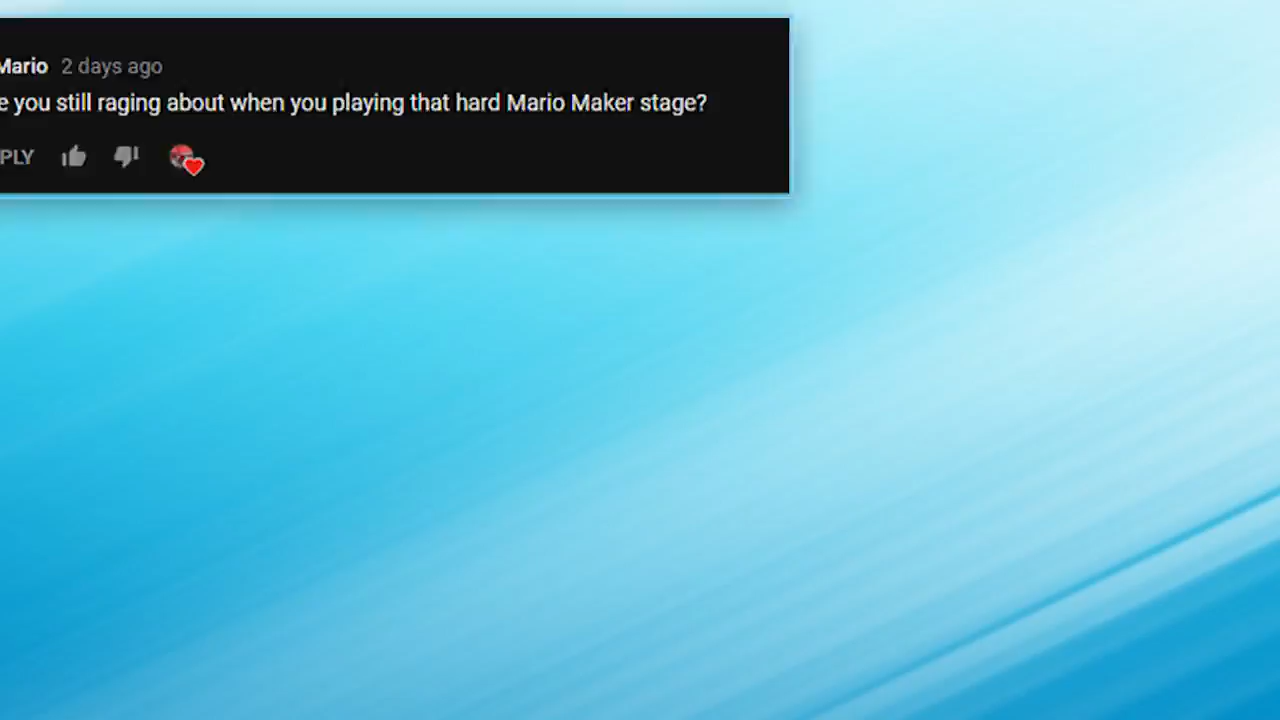 Mario 2 days ago
e you still raging about when you playing that hard Mario Maker stage?
PLY